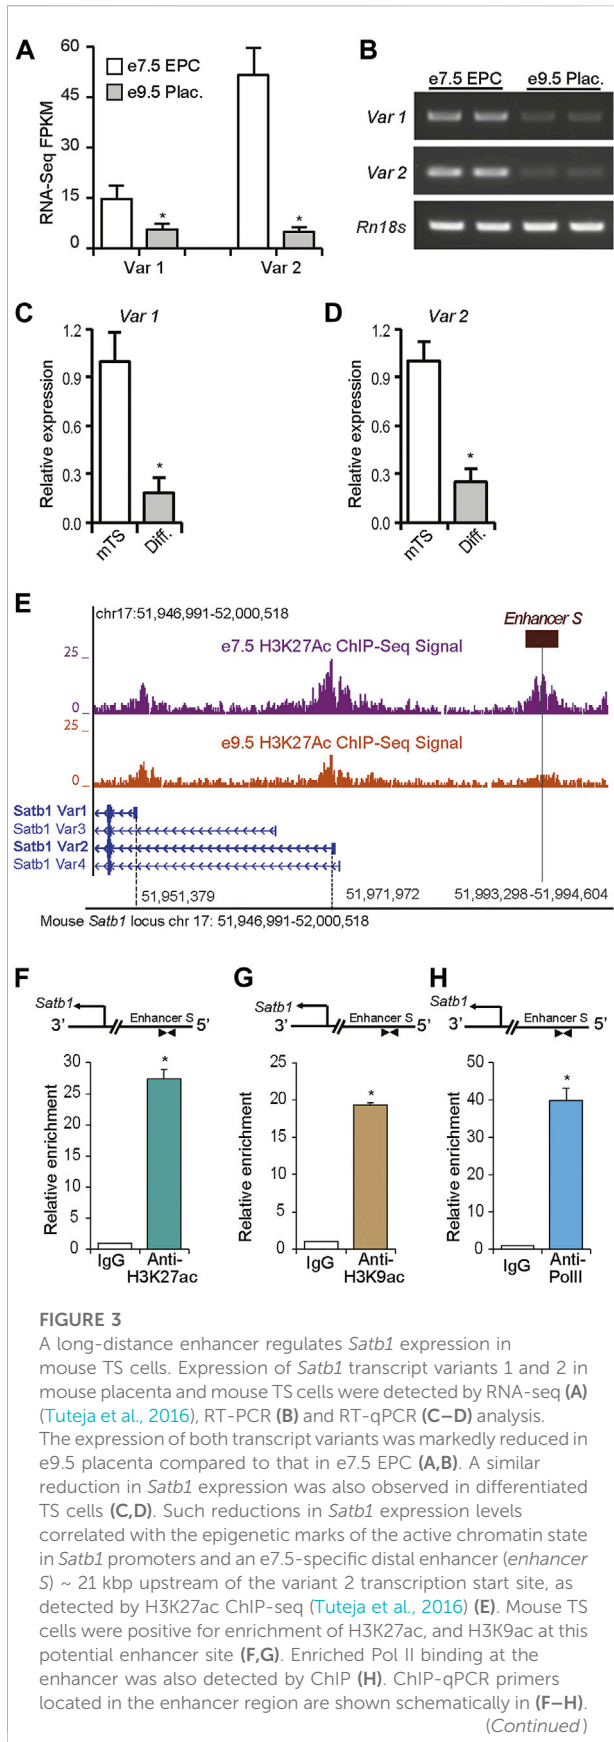 A
60
45
30
15
0
RNA-Seq FPKM
e7.5 EPC
e9.5 Plac.
*
*
Var 1
Var 2
B
e7.5 EPC
e9.5 Plac.
Var 1
Var 2
Rn18s
C
Var 1
1.2
0.9
0.6
0.3
0.0
Relative expression
*
mTS
Diff.
D
Var 2
1.2
0.9
0.6
0.3
0.0
Relative expression
*
mTS
Diff.
E
chr17:51,946,991-52,000,518
Enhancer S
e7.5 H3K27Ac ChIP-Seq Signal
25
0
e9.5 H3K27Ac ChIP-Seq Signal
25
0
Satb1 Var1
Satb1 Var3
Satb1 Var2
Satb1 Var4
51,951,379
51,971,972
51,993,298-51,994,604
Mouse Satb1 locus chr 17: 51,946,991-52,000,518
F
Satb1
Enhancer S
3’
5’
30
25
20
15
10
5
0
Relative enrichment
*
IgG
Anti-
H3K27ac
G
Satb1
Enhancer S
3’
5’
25
20
15
10
5
0
Relative enrichment
*
IgG
Anti-
H3K9ac
H
Satb1
Enhancer S
3’
5’
50
40
30
20
10
0
Relative enrichment
*
IgG
Anti-
PolII
FIGURE 3
A long-distance enhancer regulates Satb1 expression in
mouse TS cells. Expression of Satb1 transcript variants 1 and 2 in
mouse placenta and mouse TS cells were detected by RNA-seq (A)
(Tuteja et al., 2016), RT-PCR (B) and RT-qPCR (C–D) analysis.
The expression of both transcript variants was markedly reduced in
e9.5 placenta compared to that in e7.5 EPC (A,B). A similar
reduction in Satb1 expression was also observed in differentiated
TS cells (C,D). Such reductions in Satb1 expression levels
correlated with the epigenetic marks of the active chromatin state
in Satb1 promoters and an e7.5-specific distal enhancer (enhancer
S) ~ 21 kbp upstream of the variant 2 transcription start site, as
detected by H3K27ac ChIP-seq (Tuteja et al., 2016) (E). Mouse TS
cells were positive for enrichment of H3K27ac, and H3K9ac at this
potential enhancer site (F,G). Enriched Pol II binding at the
enhancer was also detected by ChIP (H). ChIP-qPCR primers
located in the enhancer region are shown schematically in (F–H).
(Continued)